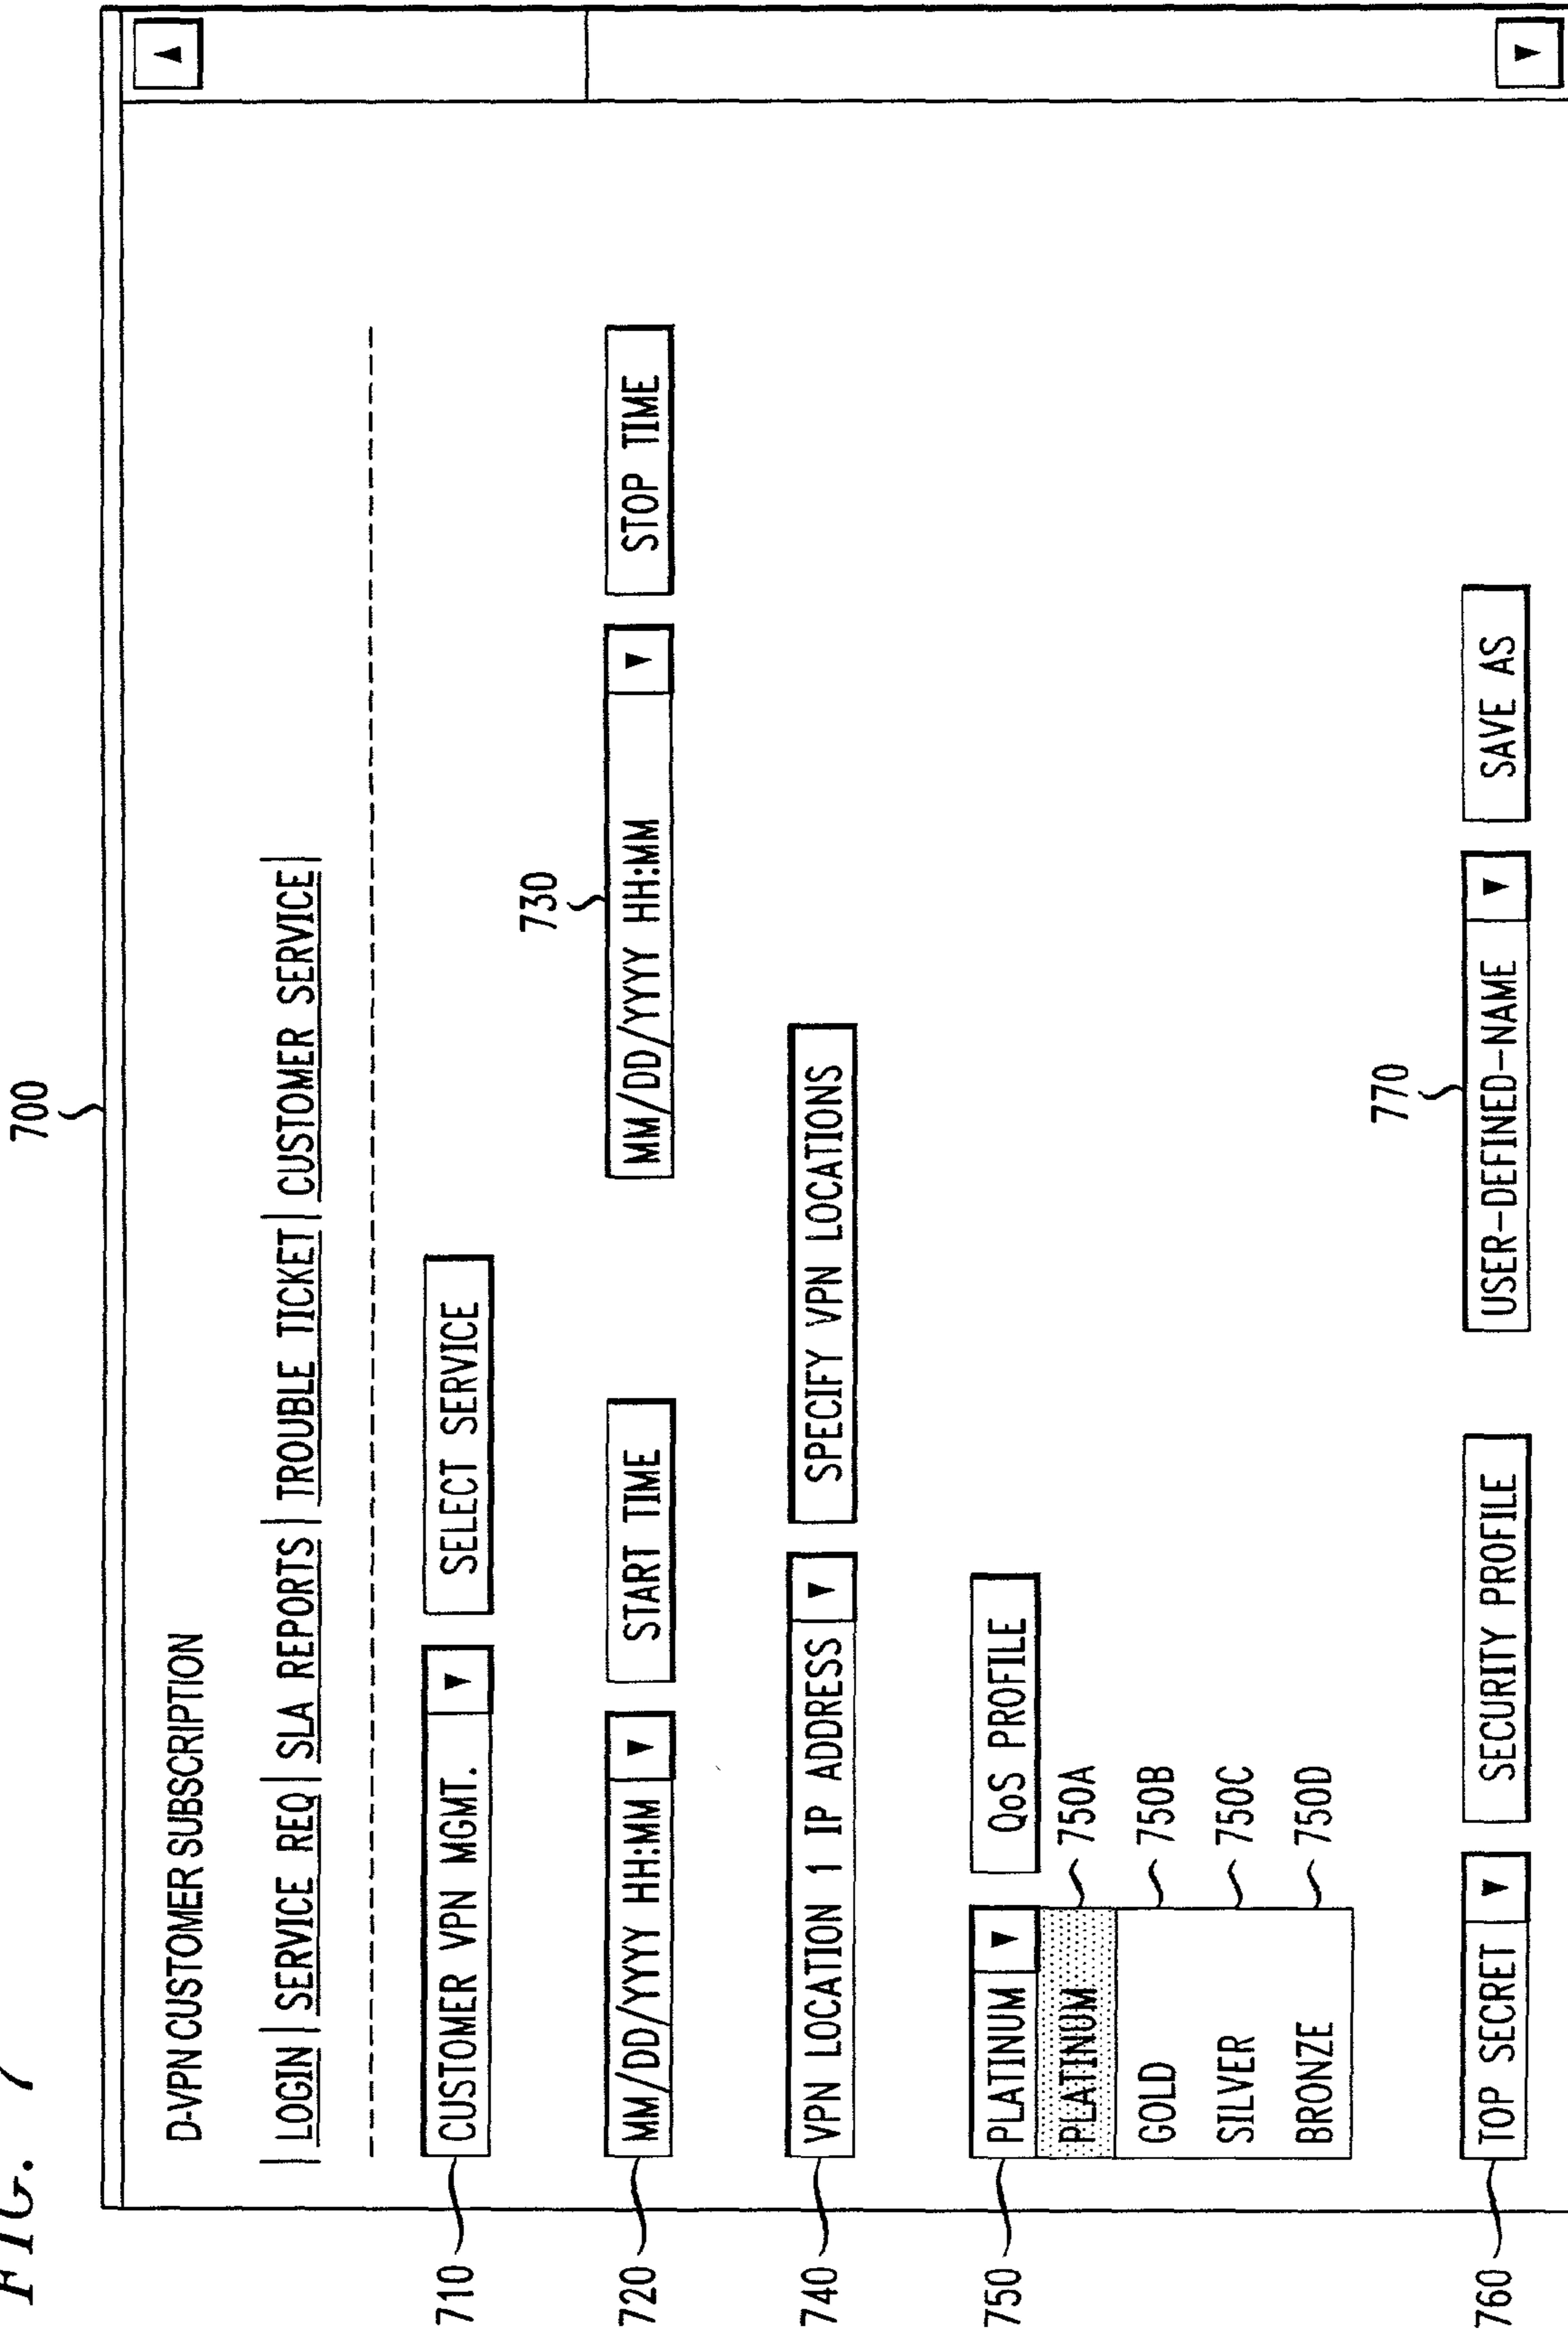 FIG. 7
700
D-VPN CUSTOMER SUBSCRIPTION
| LOGIN | SERVICE REQ | SLA REPORTS | TROUBLE TICKET | CUSTOMER SERVICE |
710 CUSTOMER VPN MGMT. ▼ SELECT SERVICE
730
720 MM/DD/YYYY HH:MM ▼ START TIME MM/DD/YYYY HH:MM ▼ STOP TIME
740 VPN LOCATION 1 IP ADDRESS ▼ SPECIFY VPN LOCATIONS
750 PLATINUM ▼ QoS PROFILE
PLATINUM 750A
GOLD 750B
SILVER 750C
BRONZE 750D
770
760 TOP SECRET ▼ SECURITY PROFILE USER-DEFINED-NAME ▼ SAVE AS